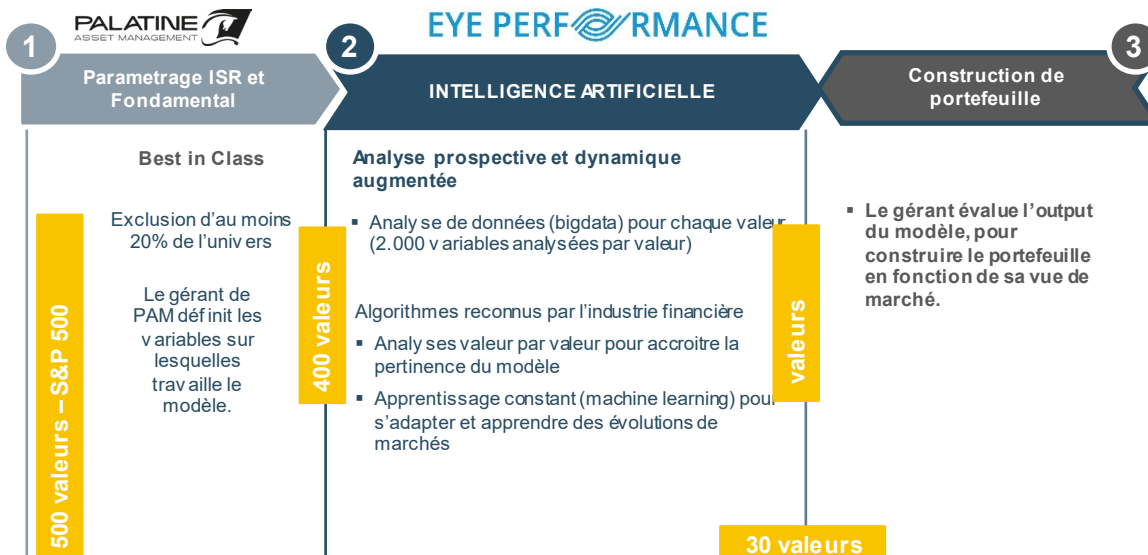 PALATINE
ASSET MANAGEMENT
EYE PERFORMANCE
1
Parametrage ISR et
Fondamental
2
INTELLIGENCE ARTIFICIELLE
3
Construction de
portefeuille
Best in Class
Exclusion d'au moins
20% de l'univers
Le gérant de
PAM définit les
variables sur
lesquelles
travaille le
modèle.
500 valeurs – S&P 500
400 valeurs
Analyse prospective et dynamique
augmentée
▪ Analyse de données (bigdata) pour chaque valeur
(2.000 variables analysées par valeur)
Algorithmes reconnus par l'industrie financière
▪ Analyses valeur par valeur pour accroitre la
pertinence du modèle
▪ Apprentissage constant (machine learning) pour
s'adapter et apprendre des évolutions de
marchés
valeurs
30 valeurs
▪ Le gérant évalue l'output
du modèle, pour
construire le portefeuille
en fonction de sa vue de
marché.